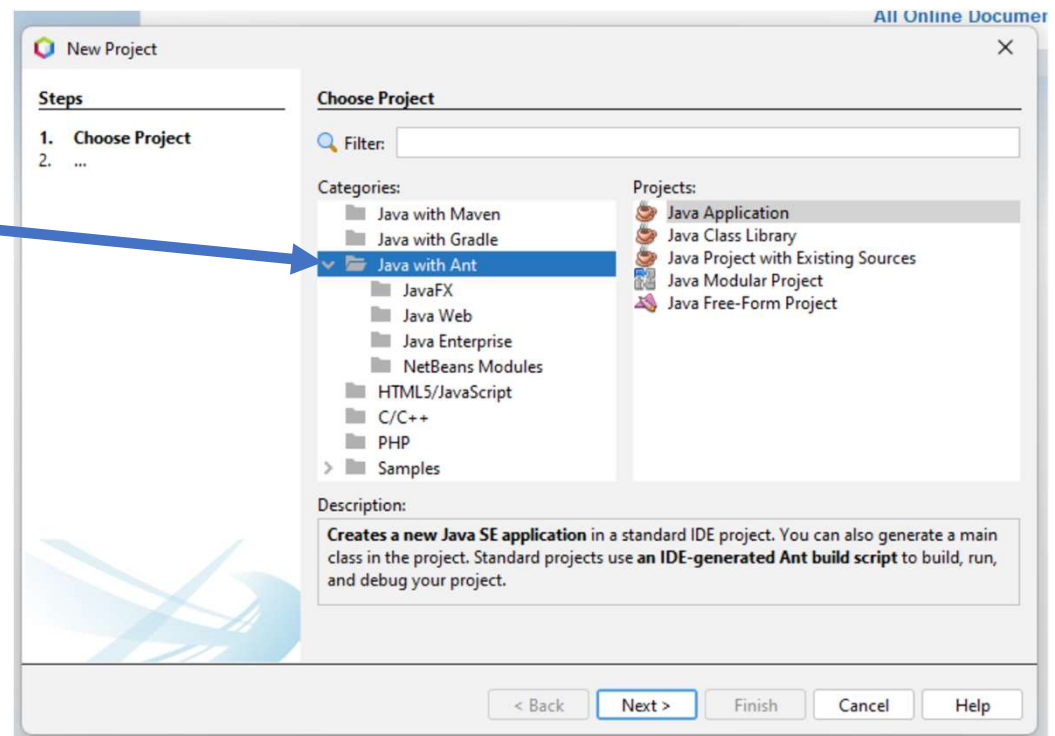 All Online Documen
New Project
Steps
1. Choose Project
2. ...
Choose Project
Filter:
Categories:
Java with Maven
Java with Gradle
Java with Ant
JavaFX
Java Web
Java Enterprise
NetBeans Modules
HTML5/JavaScript
C/C++
PHP
Samples
Projects:
Java Application
Java Class Library
Java Project with Existing Sources
Java Modular Project
Java Free-Form Project
Description:
Creates a new Java SE application in a standard IDE project. You can also generate a main
class in the project. Standard projects use an IDE-generated Ant build script to build, run,
and debug your project.
< Back
Next >
Finish
Cancel
Help